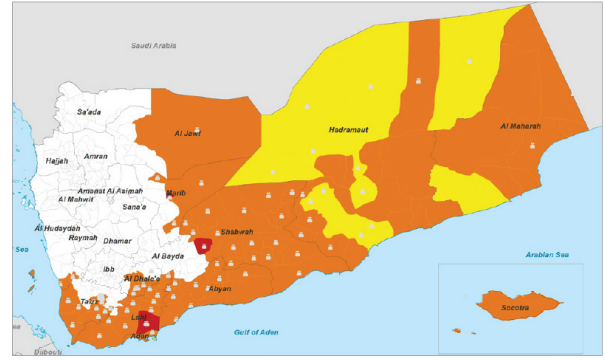 Saudi Arabia
Sa'ada
Hajjah
Amran
Al Jawf
Hadramaut
Al Maharah
Amanat Al Asimah
Al Mahwit
Sana'a
Marib
Al Hudaydah
Raymah
Dhamar
Shabwah
Sea
Al Bayda
Arabian Sea
Ibb
Al Dhale'e
Abyan
Taizz
Lahj
Socotra
Aden
Gulf of Aden
Djibouti